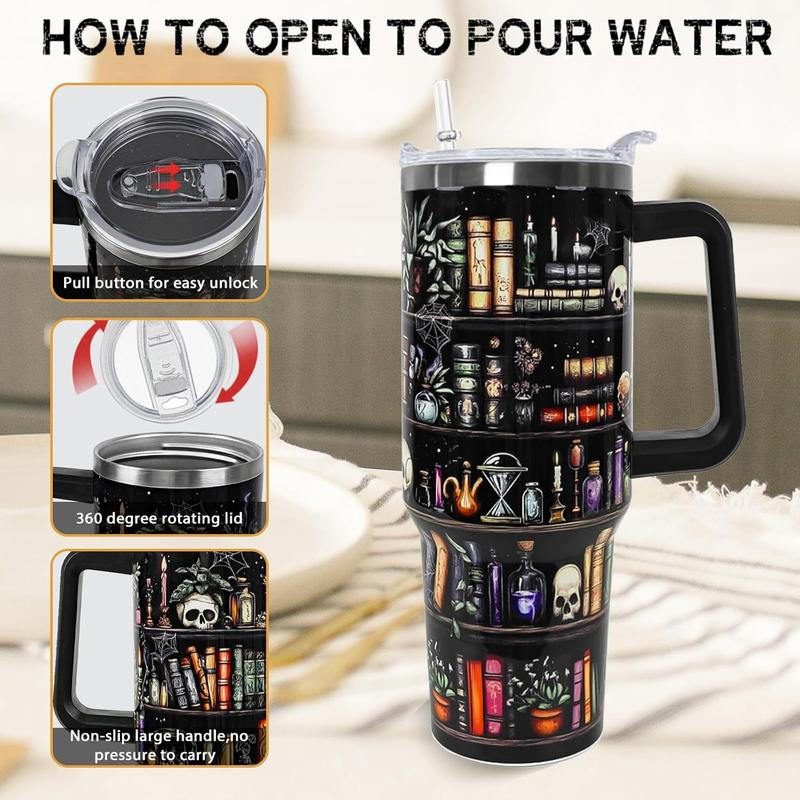 HOW TO OPEN TO POUR WATER
Pull button for easy unlock
360 degree rotating lid
Non-slip large handle,no
pressure to carry